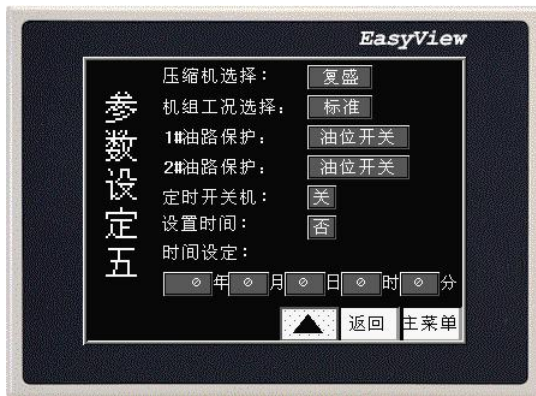 EasyView
参数设定五
压缩机选择： 复盛
机组工况选择： 标准
1#油路保护： 油位开关
2#油路保护： 油位开关
定时开关机： 关
设置时间： 否
时间设定：
0年0月0日0时0分
返回 主菜单